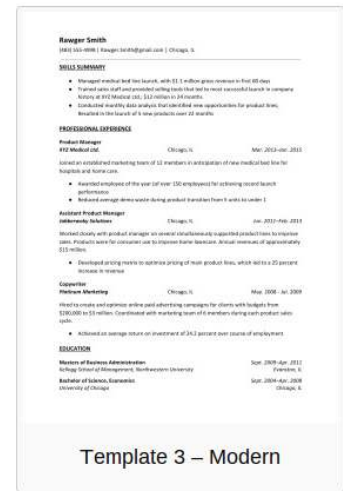 Rawger Smith
(483) 555-4998 | Rawger.Smith@gmail.com | Chicago, IL
SKILLS SUMMARY
Managed medical bed line launch, with $1.1 million gross revenue in first 60 days
Trained sales staff and provided selling tools that led to most successful launch in company
history at XYZ Medical Ltd., $12 million in 24 months
Conducted monthly data analysis that identified new opportunities for product lines.
Resulted in the launch of 5 new products over 22 months
PROFESSIONAL EXPERIENCE
Product Manager
XYZ Medical Ltd. Chicago, IL Mar. 2013–Jan. 2015
Joined an established marketing team of 12 members in anticipation of new medical bed line for
hospitals and home care.
Awarded employee of the year (of over 150 employees) for achieving record launch
performance
Reduced average demo waste during product transition from 5 units to under 1
Assistant Product Manager
Jabberwocky Solutions Chicago, IL Jun. 2011–Feb. 2013
Worked closely with product manager on several simultaneously supported product lines to improve
sales. Products were for consumer use to improve home skincare. Annual revenues of approximately
$15 million.
Developed pricing matrix to optimize pricing of main product lines, which led to a 25 percent
increase in revenue
Copywriter
Platinum Marketing Chicago, IL May. 2008 - Jul. 2009
Hired to create and optimize online paid advertising campaigns for clients with budgets from
$200,000 to $3 million. Coordinated with marketing team of 6 members during each product sales
cycle.
Achieved an average return on investment of 34.2 percent over course of employment
EDUCATION
Masters of Business Administration Sept. 2009–Apr. 2011
Kellogg School of Management, Northwestern University Evanston, IL
Bachelor of Science, Economics Sept. 2004–Apr. 2008
University of Chicago Chicago, IL
Template 3 – Modern